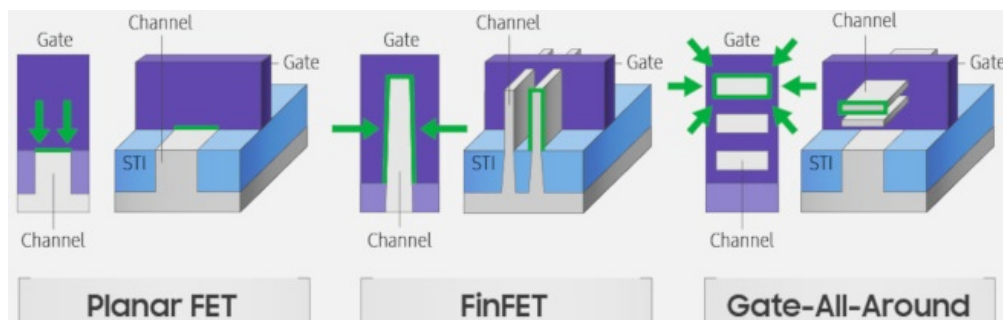 Channel
Gate
Gate
STI
Channel
Planar FET
Channel
Gate
Gate
STI
Channel
FinFET
Channel
Gate
STI
Channel
Gate-All-Around